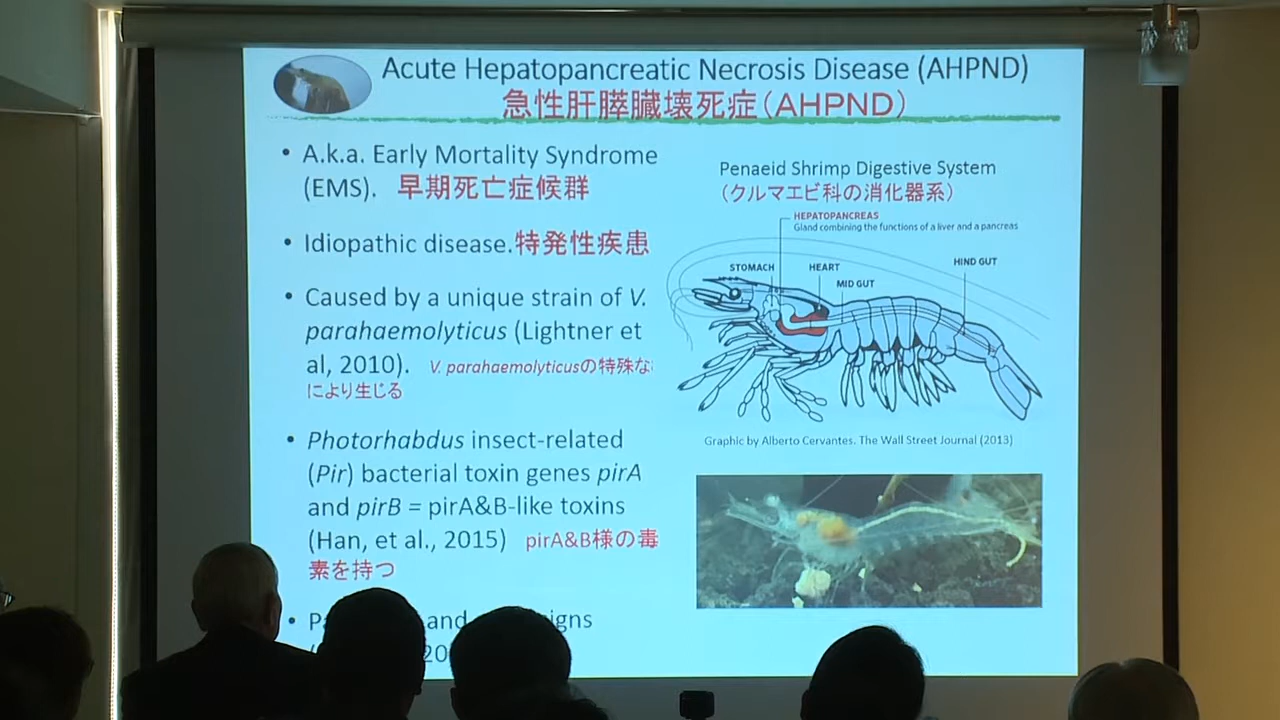 Acute Hepatopancreatic Necrosis Disease (AHPND)
急性肝膵臓壊死症（AHPND）
• A.k.a. Early Mortality Syndrome
(EMS). 早期死亡症候群
• Idiopathic disease.特発性疾患
• Caused by a unique strain of V.
parahaemolyticus (Lightner et
al, 2010). V. parahaemolyticusの特殊な
により生じる
• Photorhabdus insect-related
(Pir) bacterial toxin genes pirA
and pirB = pirA&B-like toxins
(Han, et al., 2015) pirA&B様の毒
素を持つ
• and
20
Penaeid Shrimp Digestive System
（クルマエビ科の消化器系）
HEPATOPANCREAS
Gland combining the functions of a liver and a pancreas
STOMACH
HEART
MID GUT
HIND GUT
Graphic by Alberto Cervantes. The Wall Street Journal (2013)